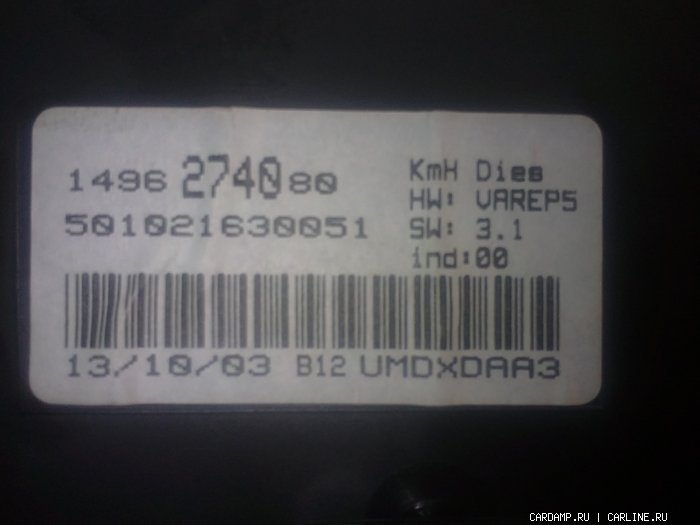 1496 2740 80
501021630051
KmH Dies
HW: VAREP5
SW: 3.1
ind:00
13/10/03 B12 UMDXDAA3
CARDAMP.RU | CARLINE.RU